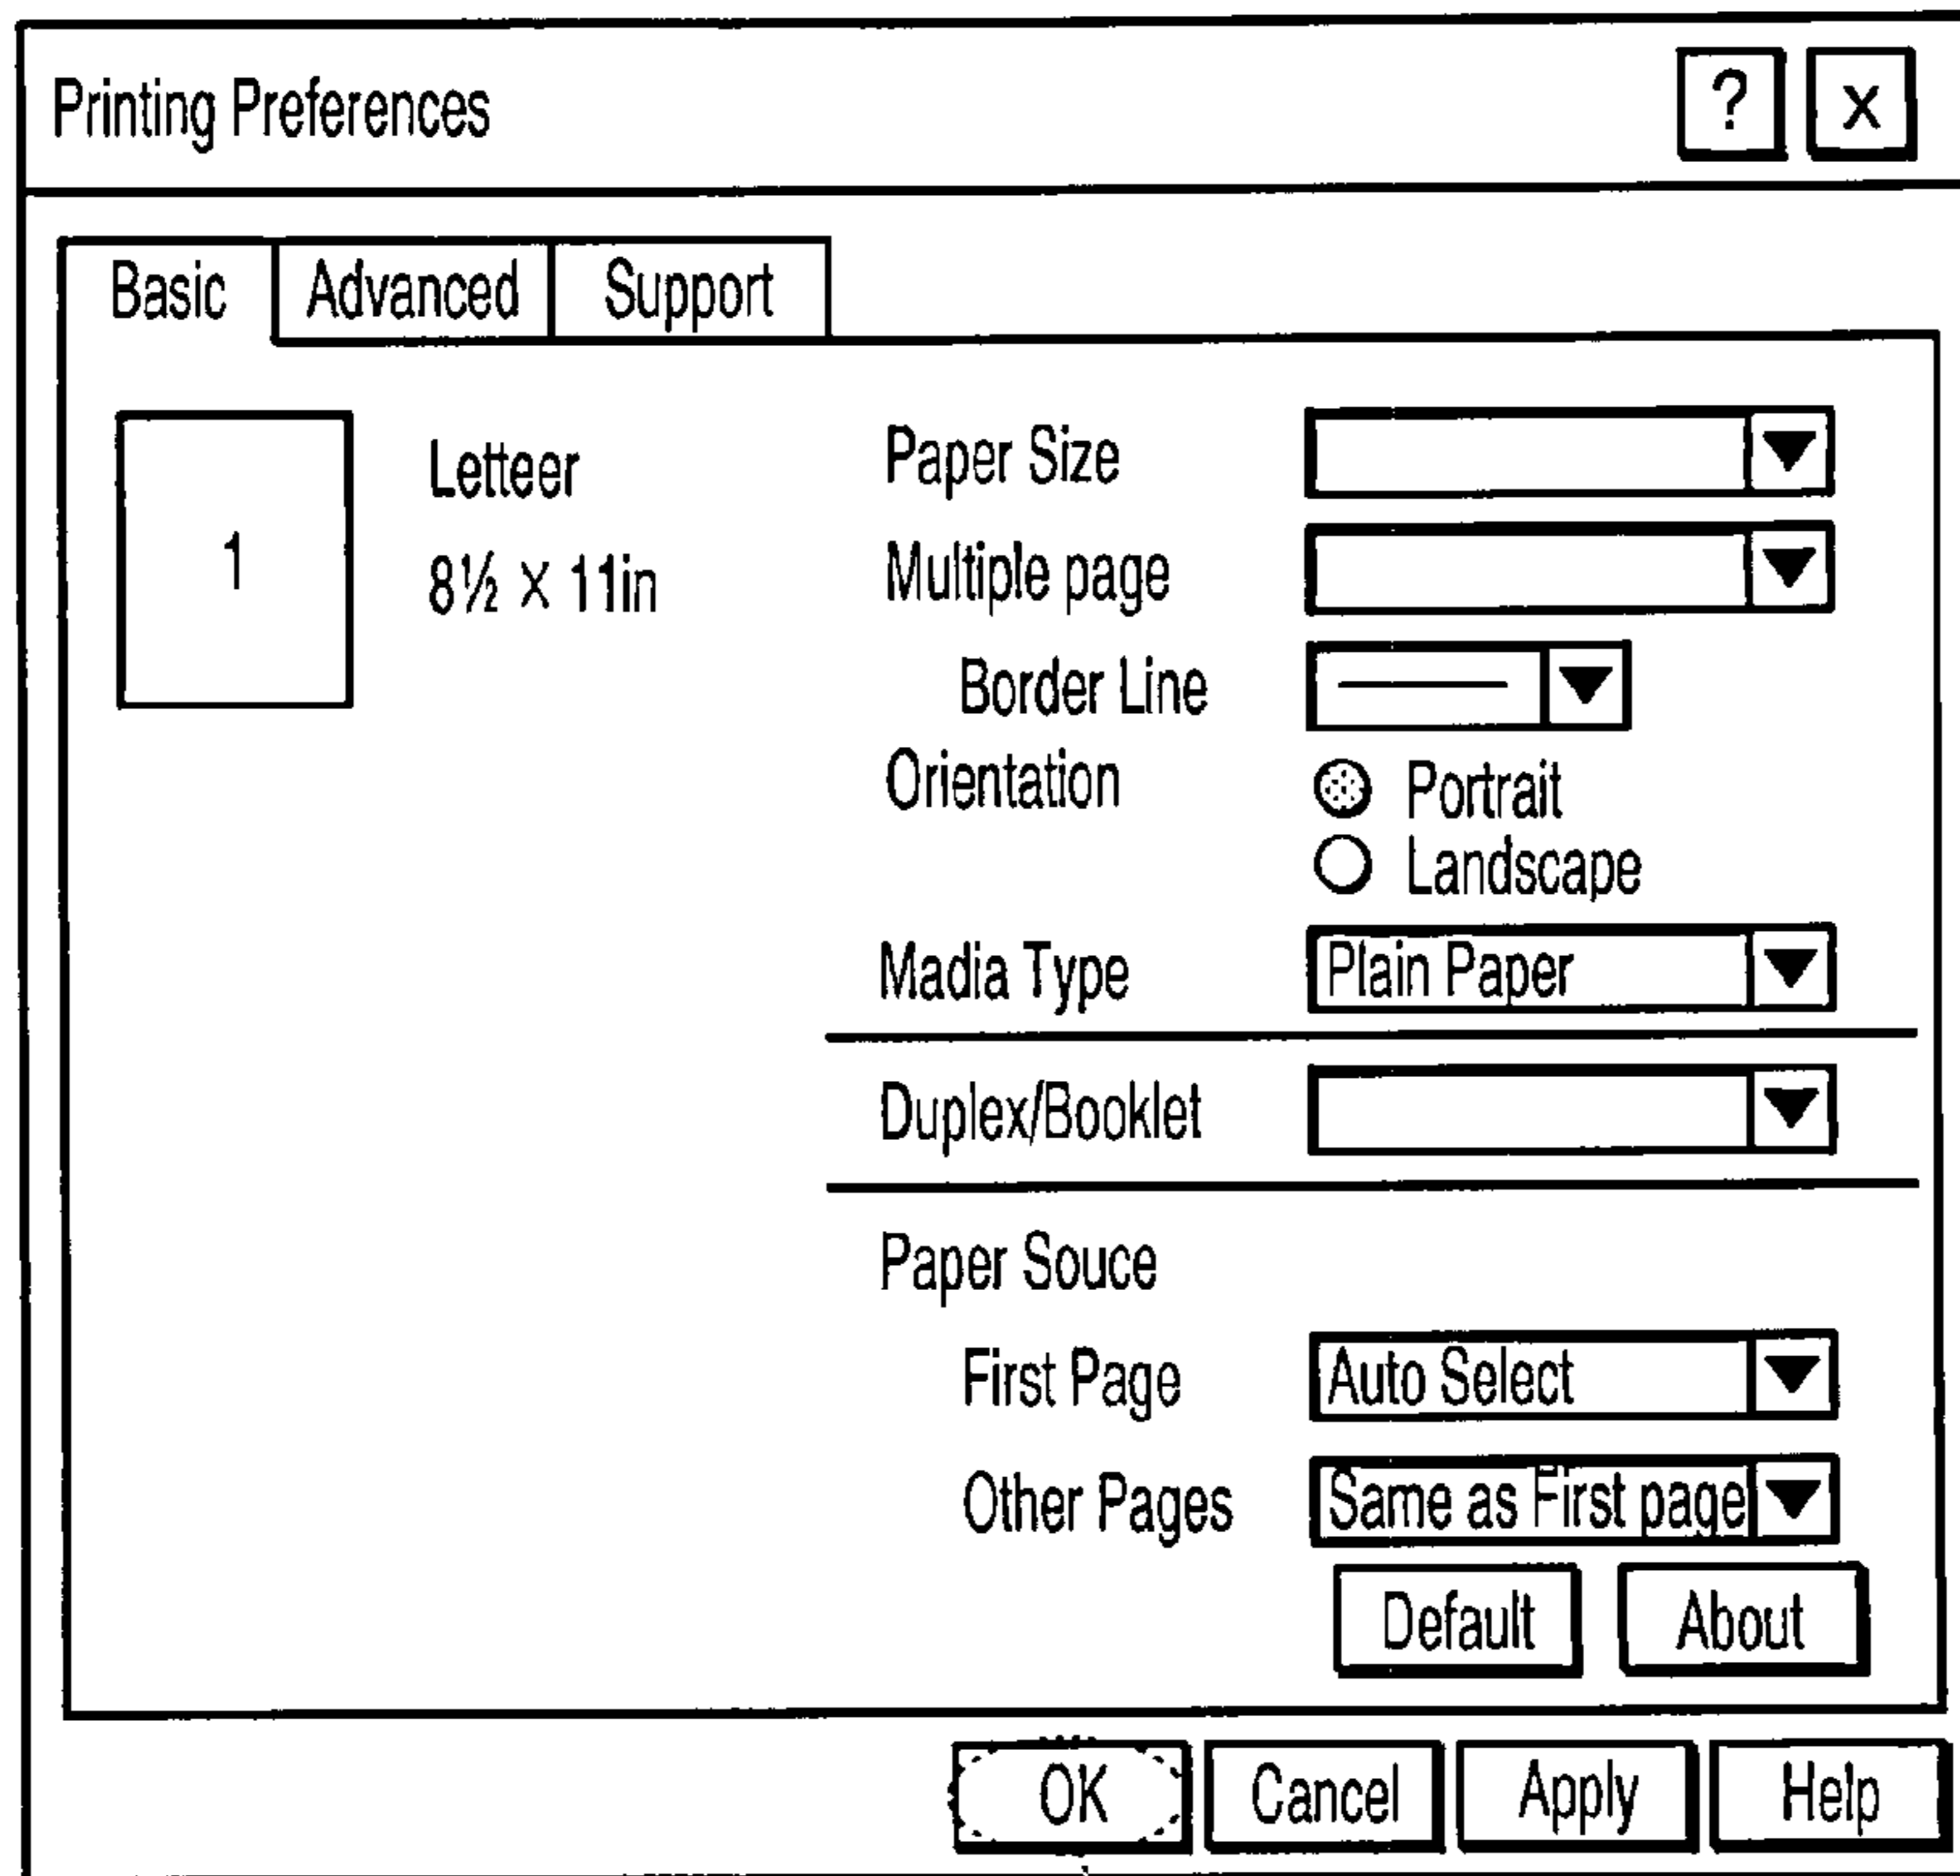 Printing Preferences ? x
Basic Advanced Support
1
Letteer
8½ × 11in
Paper Size
Multiple page
Border Line
Orientation
Portrait
Landscape
Madia Type Plain Paper
Duplex/Booklet
Paper Souce
First Page Auto Select
Other Pages Same as First page
Default About
OK Cancel Apply Help